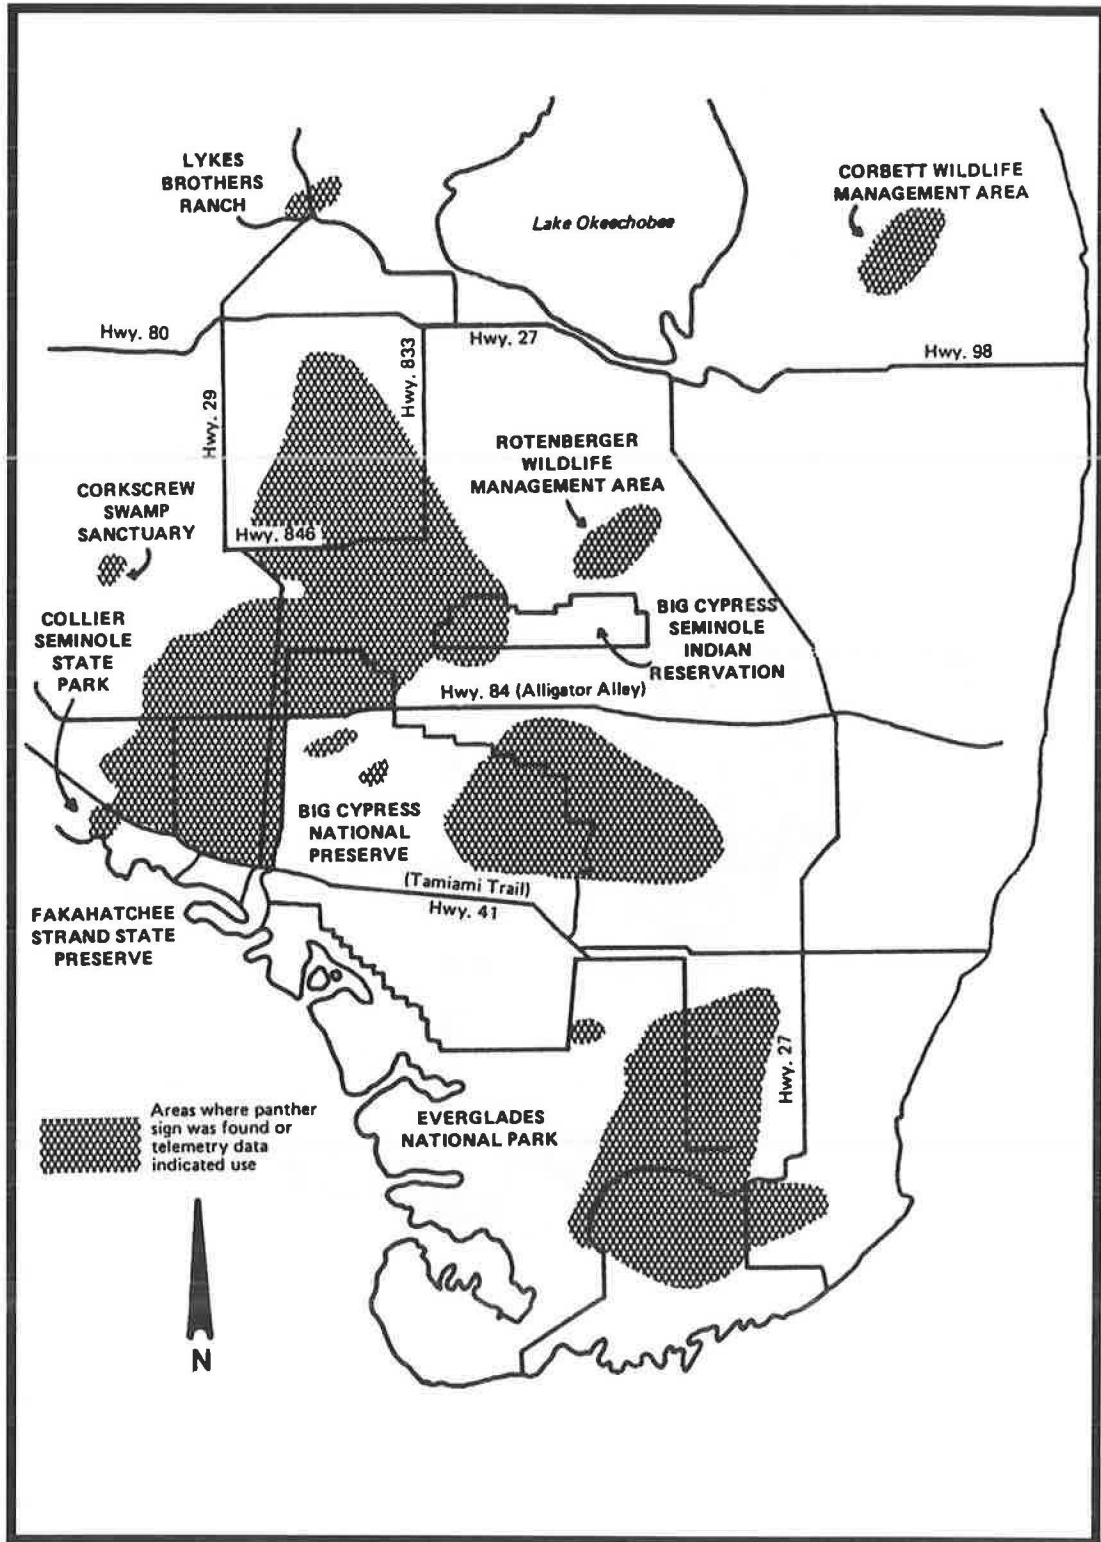 LYKES
BROTHERS
RANCH
CORBETT WILDLIFE
MANAGEMENT AREA
Lake Okeechobee
Hwy. 80
Hwy. 27
Hwy. 98
Hwy. 833
Hwy. 29
ROTENBERGER
WILDLIFE
MANAGEMENT AREA
CORKSCREW
SWAMP
SANCTUARY
Hwy. 846
COLLIER
SEMINOLE
STATE
PARK
BIG CYPRESS
SEMINOLE
INDIAN
RESERVATION
Hwy. 84 (Alligator Alley)
BIG CYPRESS
NATIONAL
PRESERVE
(Tamiami Trail)
Hwy. 41
FAKAHATCHEE
STRAND STATE
PRESERVE
Hwy. 27
EVERGLADES
NATIONAL PARK
Areas where panther
sign was found or
telemetry data
indicated use
N